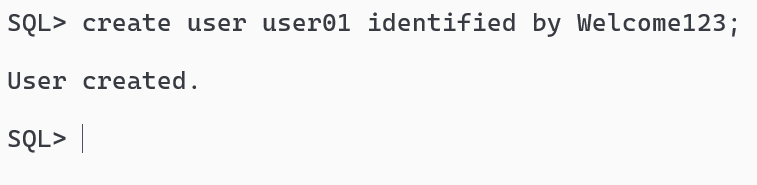 SQL> create user user01 identified by Welcome123;
User created.
SQL>